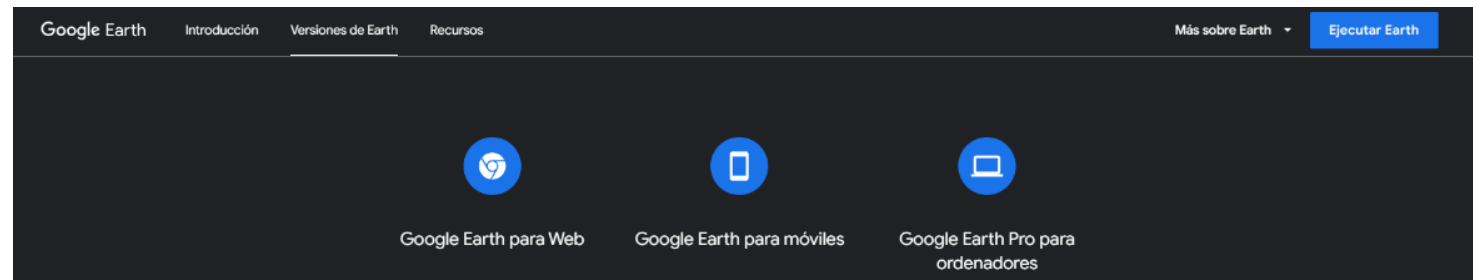 Google Earth
Introducción
Versiones de Earth
Recursos
Más sobre Earth
Ejecutar Earth
Google Earth para Web
Google Earth para móviles
Google Earth Pro para
ordenadores